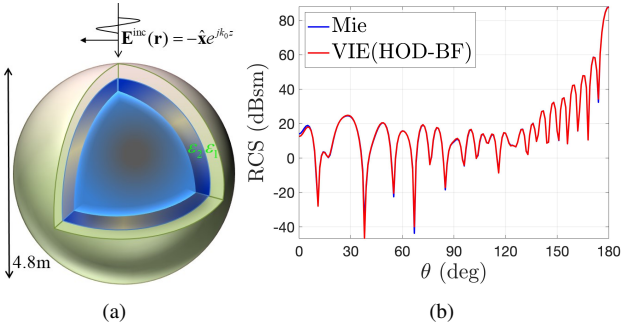 E^inc(r) = −x̂e^{jk₀z}
ε₂ ε₁
4.8m
(a)
Mie
VIE(HOD-BF)
RCS (dBsm)
80
60
40
20
0
-20
-40
0 30 60 90 120 150 180
θ (deg)
(b)